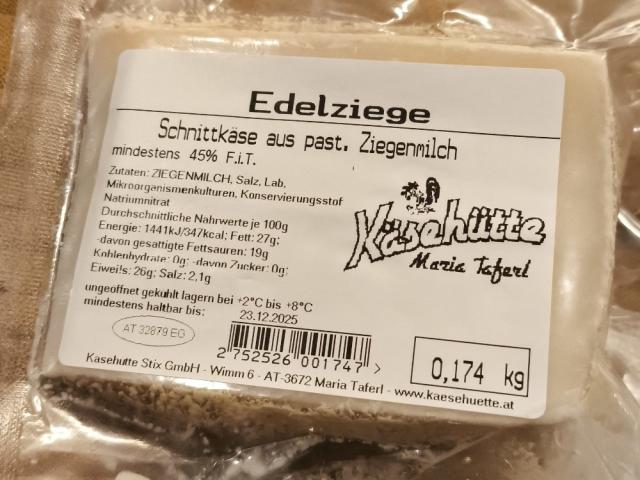 Edelziege
Schnittkäse aus past. Ziegenmilch
mindestens 45% F.i.T.
Zutaten: ZIEGENMILCH, Salz, Lab,
Mikroorganismenkulturen, Konservierungsstof
Natriumnitrat
Durchschnittliche Nährwerte je 100g
Energie: 1441kJ/347kcal; Fett: 27g;
-davon gesättigte Fettsäuren: 19g
Kohlenhydrate: 0g; -davon Zucker: 0g;
Eiweils: 26g; Salz: 2,1g
Käsehütte
Maria Taferl
ungeöffnet gekühlt lagern bei +2°C bis +8°C
mindestens haltbar bis: 23.12.2025
AT 32879 EG
2 752526 001747 >
0,174 kg
Käsehütte Stix GmbH - Wimm 6 - AT-3672 Maria Taferl - www.kaesehuette.at